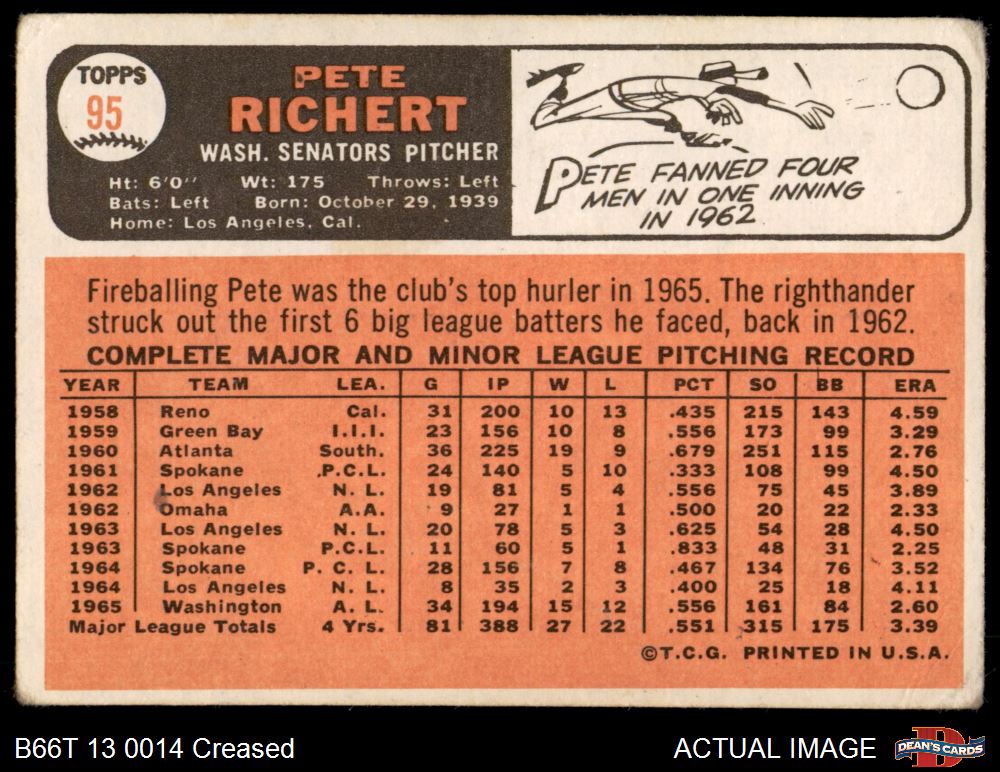 TOPPS
95
PETE
RICHERT
WASH. SENATORS PITCHER
Ht: 6'0" Wt: 175 Throws: Left
Bats: Left Born: October 29, 1939
Home: Los Angeles, Cal.
PETE FANNED FOUR
MEN IN ONE INNING
IN 1962
Fireballing Pete was the club's top hurler in 1965. The righthander
struck out the first 6 big league batters he faced, back in 1962.
COMPLETE MAJOR AND MINOR LEAGUE PITCHING RECORD
YEAR TEAM LEA. G IP W L PCT SO BB ERA
1958 Reno Cal. 31 200 10 13 .435 215 143 4.59
1959 Green Bay I.I.I. 23 156 10 8 .556 173 99 3.29
1960 Atlanta South. 36 225 19 9 .679 251 115 2.76
1961 Spokane P.C.L. 24 140 5 10 .333 108 99 4.50
1962 Los Angeles N. L. 19 81 5 4 .556 75 45 3.89
1962 Omaha A.A. 9 27 1 1 .500 20 22 2.33
1963 Los Angeles N. L. 20 78 5 3 .625 54 28 4.50
1963 Spokane P.C.L. 11 60 5 1 .833 48 31 2.25
1964 Spokane P. C. L. 28 156 7 8 .467 134 76 3.52
1964 Los Angeles N. L. 8 35 2 3 .400 25 18 4.11
1965 Washington A. L. 34 194 15 12 .556 161 84 2.60
Major League Totals 4 Yrs. 81 388 27 22 .551 315 175 3.39
©T.C.G. PRINTED IN U.S.A.
B66T 13 0014 Creased ACTUAL IMAGE DEAN'S CARDS